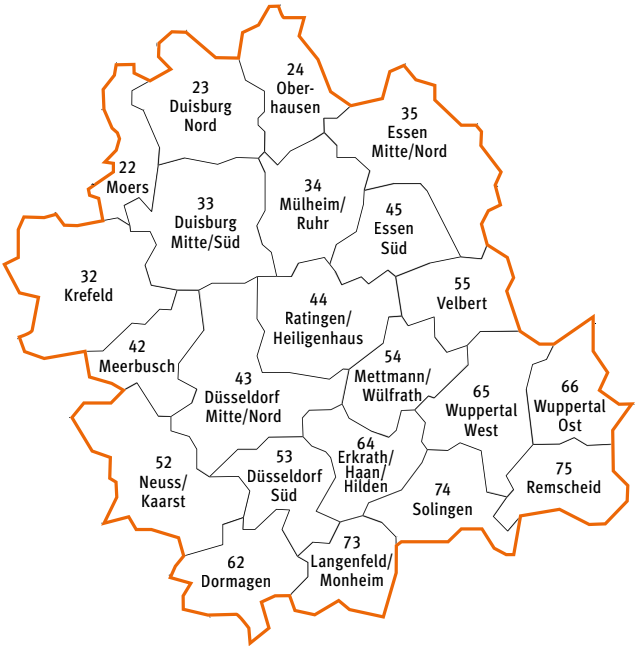 24
Ober-
hausen
23
Duisburg
Nord
35
Essen
Mitte/Nord
22
Moers
34
Mülheim/
Ruhr
33
Duisburg
Mitte/Süd
45
Essen
Süd
32
Krefeld
55
Velbert
44
Ratingen/
Heiligenhaus
42
Meerbusch
54
Mettmann/
Wülfrath
43
Düsseldorf
Mitte/Nord
65
Wuppertal
West
66
Wuppertal
Ost
52
Neuss/
Kaarst
53
Düsseldorf
Süd
64
Erkrath/
Haan/
Hilden
75
Remscheid
74
Solingen
62
Dormagen
73
Langenfeld/
Monheim